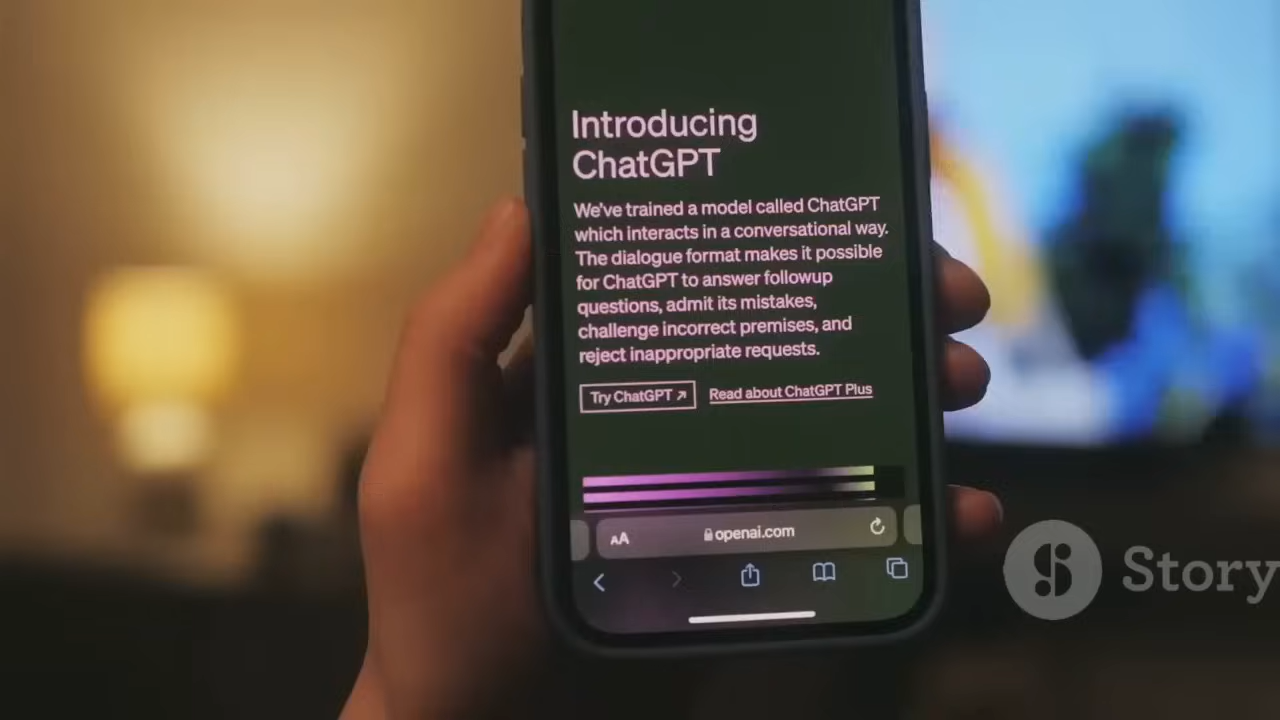 Introducing
ChatGPT
We've trained a model called ChatGPT
which interacts in a conversational way.
The dialogue format makes it possible
for ChatGPT to answer followup
questions, admit its mistakes,
challenge incorrect premises, and
reject inappropriate requests.
Try ChatGPT ↗ Read about ChatGPT Plus
AA openai.com
Story